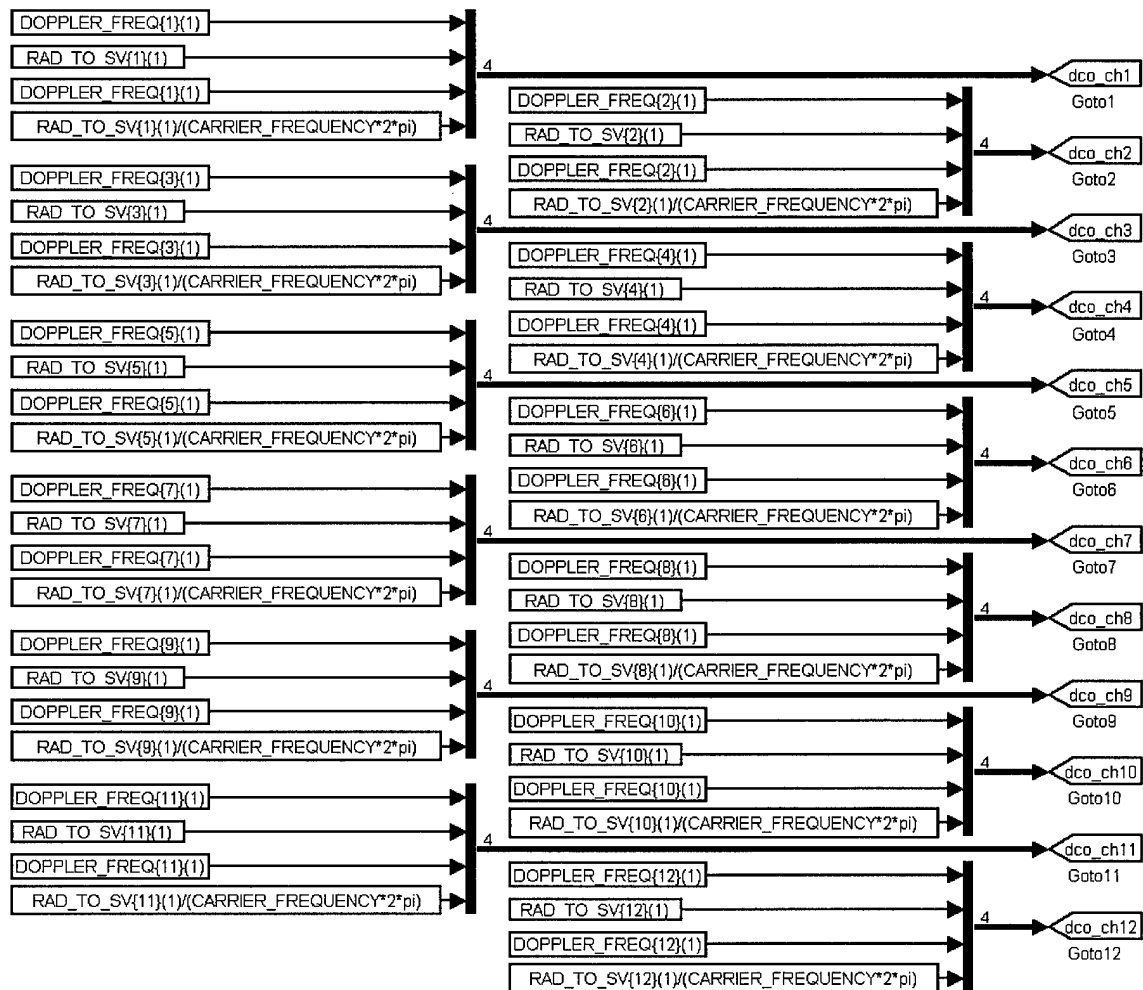 DOPPLER_FREQ{1}(1)
RAD_TO_SV{1}(1)
DOPPLER_FREQ{1}(1)
RAD_TO_SV{1}(1)/(CARRIER_FREQUENCY*2*pi)
4
dco_ch1
Goto1
DOPPLER_FREQ{2}(1)
RAD_TO_SV{2}(1)
DOPPLER_FREQ{2}(1)
RAD_TO_SV{2}(1)/(CARRIER_FREQUENCY*2*pi)
4
dco_ch2
Goto2
DOPPLER_FREQ{3}(1)
RAD_TO_SV{3}(1)
DOPPLER_FREQ{3}(1)
RAD_TO_SV{3}(1)/(CARRIER_FREQUENCY*2*pi)
4
dco_ch3
Goto3
DOPPLER_FREQ{4}(1)
RAD_TO_SV{4}(1)
DOPPLER_FREQ{4}(1)
RAD_TO_SV{4}(1)/(CARRIER_FREQUENCY*2*pi)
4
dco_ch4
Goto4
DOPPLER_FREQ{5}(1)
RAD_TO_SV{5}(1)
DOPPLER_FREQ{5}(1)
RAD_TO_SV{5}(1)/(CARRIER_FREQUENCY*2*pi)
4
dco_ch5
Goto5
DOPPLER_FREQ{6}(1)
RAD_TO_SV{6}(1)
DOPPLER_FREQ{6}(1)
RAD_TO_SV{6}(1)/(CARRIER_FREQUENCY*2*pi)
4
dco_ch6
Goto6
DOPPLER_FREQ{7}(1)
RAD_TO_SV{7}(1)
DOPPLER_FREQ{7}(1)
RAD_TO_SV{7}(1)/(CARRIER_FREQUENCY*2*pi)
4
dco_ch7
Goto7
DOPPLER_FREQ{8}(1)
RAD_TO_SV{8}(1)
DOPPLER_FREQ{8}(1)
RAD_TO_SV{8}(1)/(CARRIER_FREQUENCY*2*pi)
4
dco_ch8
Goto8
DOPPLER_FREQ{9}(1)
RAD_TO_SV{9}(1)
DOPPLER_FREQ{9}(1)
RAD_TO_SV{9}(1)/(CARRIER_FREQUENCY*2*pi)
4
dco_ch9
Goto9
DOPPLER_FREQ{10}(1)
RAD_TO_SV{10}(1)
DOPPLER_FREQ{10}(1)
RAD_TO_SV{10}(1)/(CARRIER_FREQUENCY*2*pi)
4
dco_ch10
Goto10
DOPPLER_FREQ{11}(1)
RAD_TO_SV{11}(1)
DOPPLER_FREQ{11}(1)
RAD_TO_SV{11}(1)/(CARRIER_FREQUENCY*2*pi)
4
dco_ch11
Goto11
DOPPLER_FREQ{12}(1)
RAD_TO_SV{12}(1)
DOPPLER_FREQ{12}(1)
RAD_TO_SV{12}(1)/(CARRIER_FREQUENCY*2*pi)
4
dco_ch12
Goto12